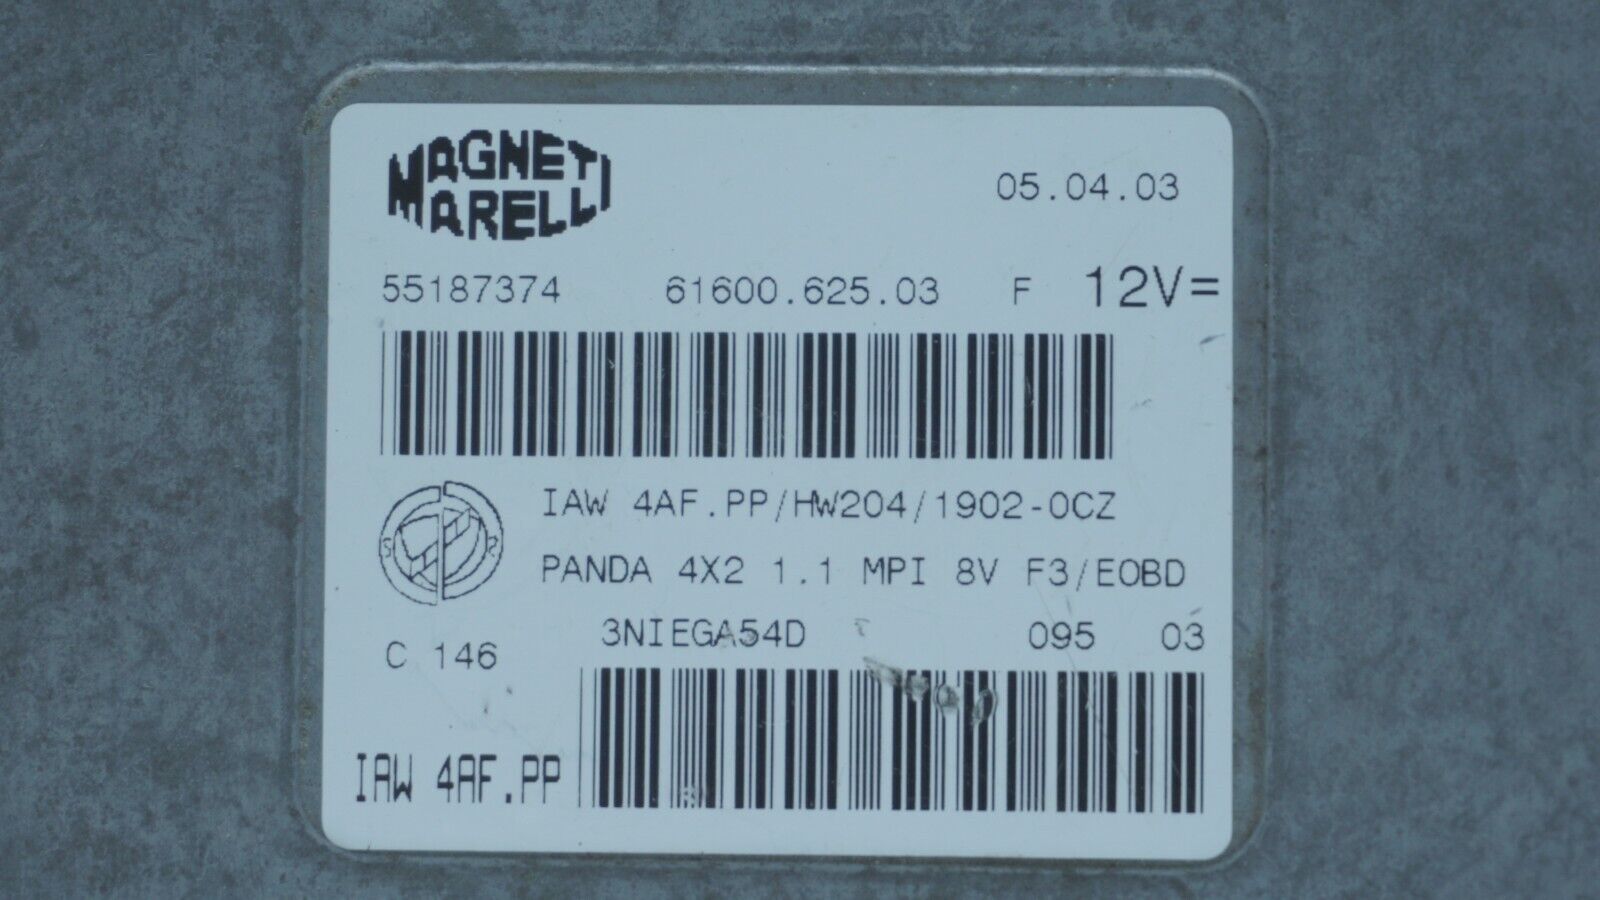 MAGNETI
MARELLI
05.04.03
55187374 61600.625.03 F 12V=
IAW 4AF.PP/HW204/1902-0CZ
PANDA 4X2 1.1 MPI 8V F3/EOBD
3NIEGA54D 095 03
C 146
IAW 4AF.PP